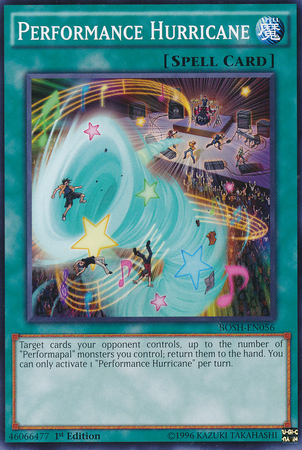 PERFORMANCE HURRICANE
魔
[SPELL CARD]
BOSH-EN056
Target cards your opponent controls, up to the number
of "Performapal" monsters you control; return them to the hand. You
can only activate 1 "Performance Hurricane" per turn.
46066477 1st Edition ©1996 KAZUKI TAKAHASHI